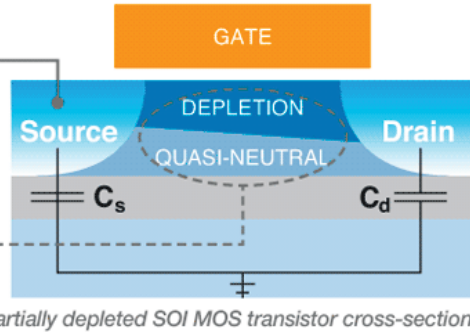 GATE
DEPLETION
Source
Drain
QUASI-NEUTRAL
Cs
Cd
artially depleted SOI MOS transistor cross-section